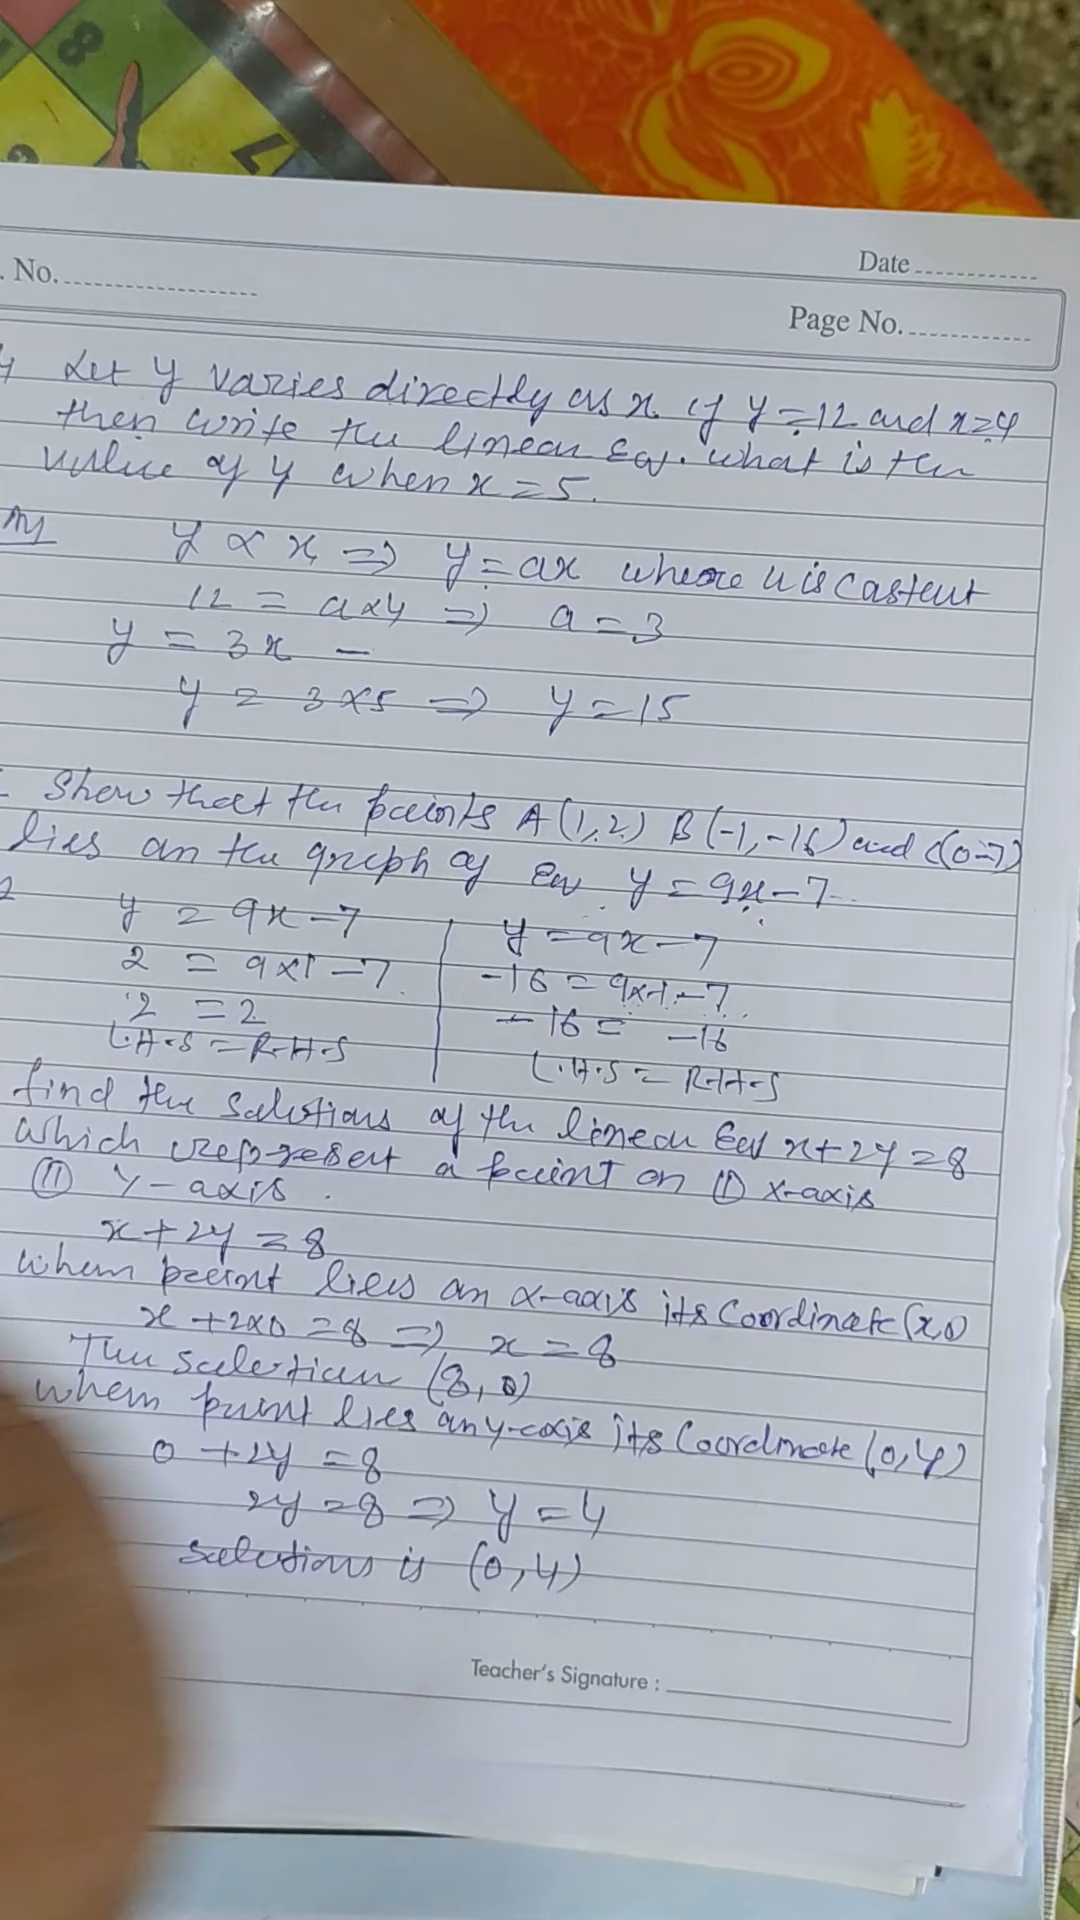 8
7
Date
. No.
Page No.
Let y varies directly as x. if y=12 and x=4
then write the linear Eq. what is the
value of y when x=5.
y ∝ x ⇒ y=ax where a is castent
12 = a×4 ⇒ a=3
y = 3x –
y = 3×5 ⇒ y=15
Show that the points A(1,2) B(-1,-16) and C(0-7)
lies on the graph of Eq y=9x-7
y = 9x-7 y=9x-7
2 = 9×1-7 -16=9×-1-7
2 = 2 -16= -16
L.H.S = R.H.S L.H.S = R.H.S
find the solutions of the linear Eq x+2y=8
which represent a point on (I) x-axis
(II) Y-axis.
x+2y=8
when point lies on x-axis its Coordinate (x,0)
x+2×0=8 ⇒ x=8
The solution (8,0)
when point lies on y-axis its Coordinate (0,y)
0+2y=8
2y=8 ⇒ y=4
solutions is (0,4)
Teacher's Signature :